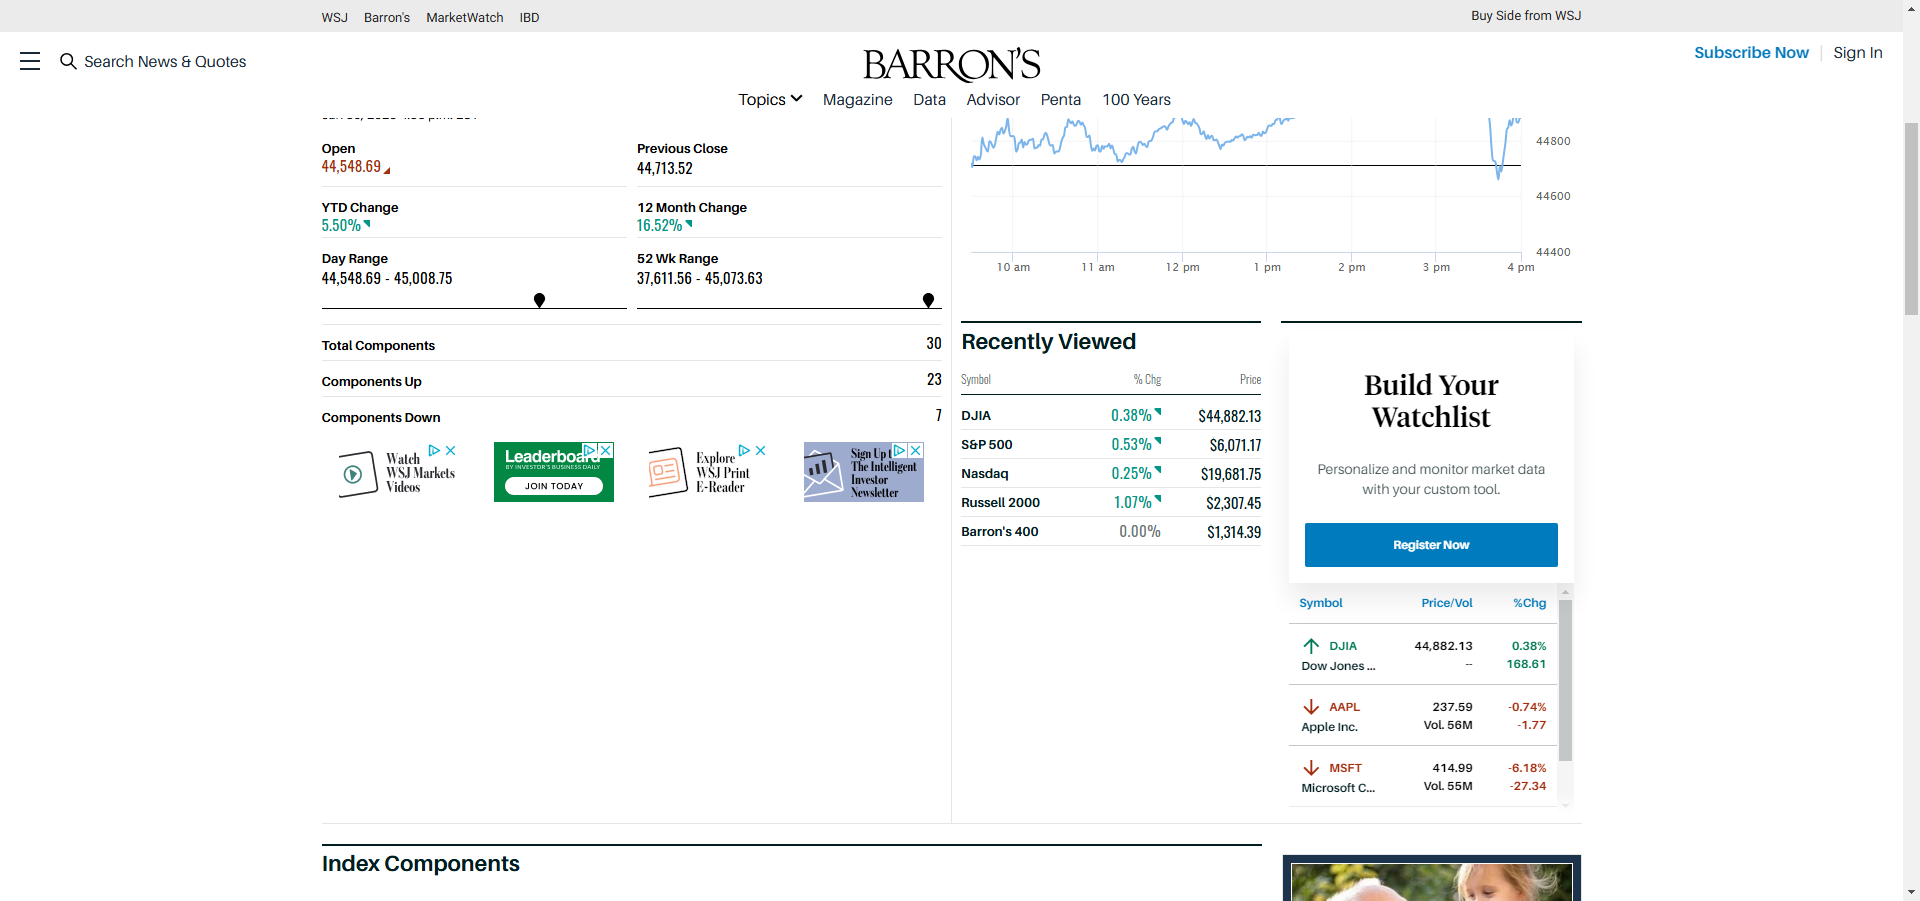 WSJ Barron's MarketWatch IBD
Buy Side from WSJ
Search News & Quotes
BARRON'S
Subscribe Now
Sign In
Topics
Magazine
Data
Advisor
Penta
100 Years
Open
44,548.69
Previous Close
44,713.52
YTD Change
5.50%
12 Month Change
16.52%
Day Range
44,548.69 - 45,008.75
52 Wk Range
37,611.56 - 45,073.63
Total Components 30
Components Up 23
Components Down 7
Watch
WSJ Markets
Videos
Leaderboard
BY INVESTOR'S BUSINESS DAILY
JOIN TODAY
Explore
WSJ Print
E-Reader
Sign Up
The Intelligent
Investor
Newsletter
44800
44600
44400
10 am 11 am 12 pm 1 pm 2 pm 3 pm 4 pm
Recently Viewed
Symbol % Chg Price
DJIA 0.38% $44,882.13
S&P 500 0.53% $6,071.17
Nasdaq 0.25% $19,681.75
Russell 2000 1.07% $2,307.45
Barron's 400 0.00% $1,314.39
Build Your
Watchlist
Personalize and monitor market data
with your custom tool.
Register Now
Symbol Price/Vol %Chg
DJIA 44,882.13 0.38%
Dow Jones ... -- 168.61
AAPL 237.59 -0.74%
Apple Inc. Vol. 56M -1.77
MSFT 414.99 -6.18%
Microsoft C... Vol. 55M -27.34
Index Components